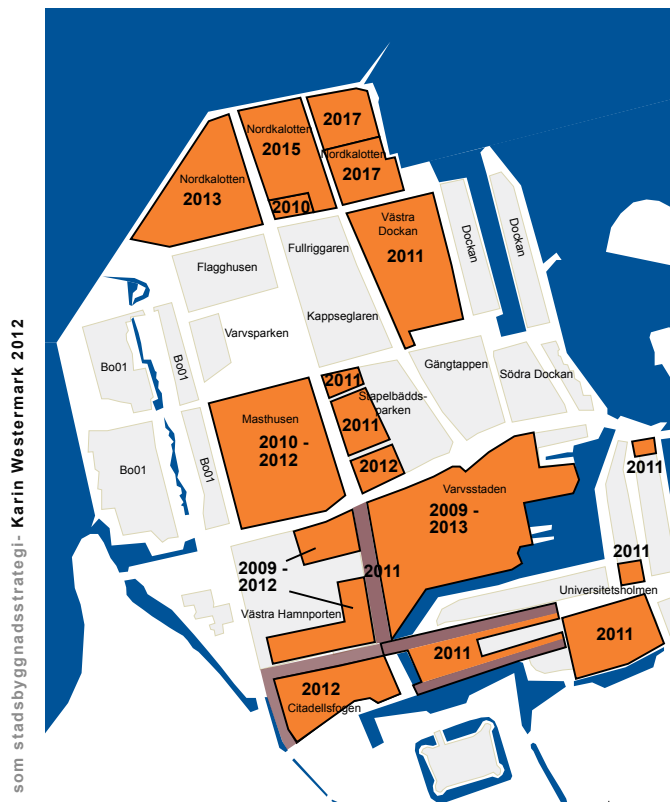 2017
Nordkalotten
2015
Nordkalotten
2017
Nordkalotten
2013
2010
Västra
Dockan
2011
Dockan
Dockan
Fullriggaren
Flagghusen
Kappseglaren
Varvsparken
Bo01
Bo01
Gängtappen
Södra Dockan
2011
Stapelbädds-
parken
2011
2012
Masthusen
2010 -
2012
Bo01
Bo01
Varvsstaden
2009 -
2013
2011
2009 -
2012
2011
2011
Västra Hamnporten
Universitetsholmen
2011
2011
2012
Citadellsfogen
som stadsbyggnadsstrategi- Karin Westermark 2012